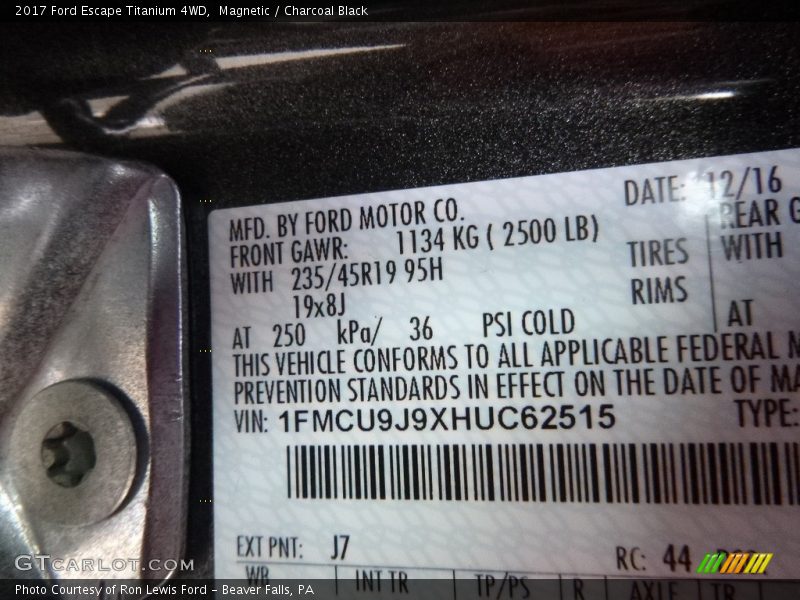 2017 Ford Escape Titanium 4WD, Magnetic / Charcoal Black
DATE: 12/16
MFD. BY FORD MOTOR CO.
FRONT GAWR: 1134 KG ( 2500 LB)
REAR
WITH 235/45R19 95H TIRES WITH
19x8J RIMS
AT 250 kPa/ 36 PSI COLD AT
THIS VEHICLE CONFORMS TO ALL APPLICABLE FEDERAL
PREVENTION STANDARDS IN EFFECT ON THE DATE OF
VIN: 1FMCU9J9XHUC62515 TYPE:
EXT PNT: J7 RC: 44
WB INT TR TP/PS R AXLE TR
GTCARLOT.COM
Photo Courtesy of Ron Lewis Ford - Beaver Falls, PA